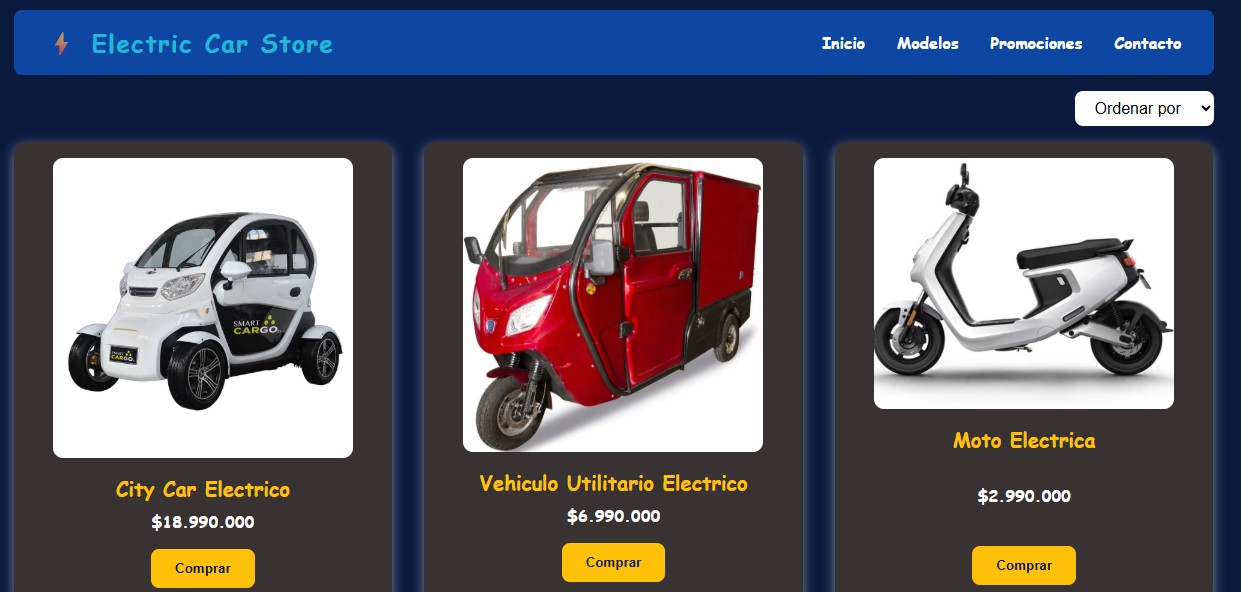 Electric Car Store
Inicio Modelos Promociones Contacto
Ordenar por
SMART
CARGO
SMART
CARGO
City Car Electrico
$18.990.000
Comprar
Vehiculo Utilitario Electrico
$6.990.000
Comprar
Moto Electrica
$2.990.000
Comprar